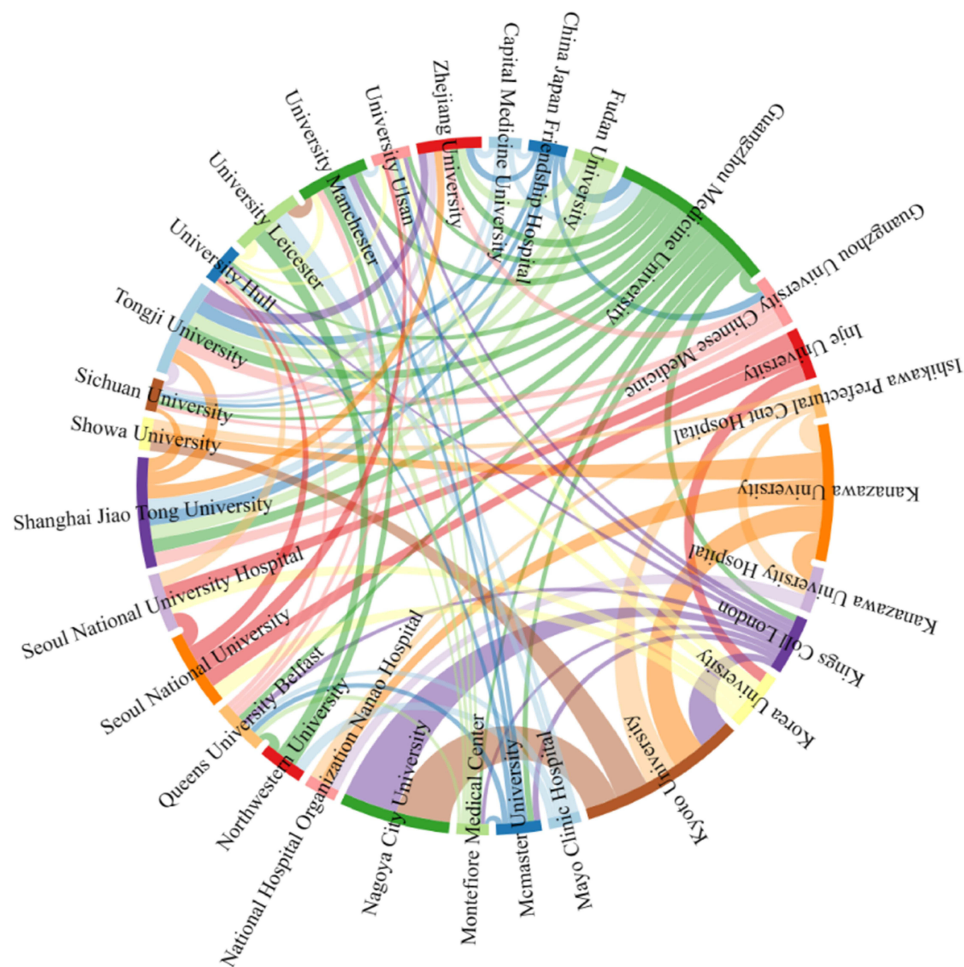 Zhejiang University
Capital Medicine University
China Japan Friendship Hospital
Fudan University
Guangzhou Medicine University
Guangzhou University Chinese Medicine
Inje University
Ishikawa Prefectural Cent Hospital
Kanazawa University
Kanazawa University Hospital
Kings Coll London
Korea University
Kyoto University
Mayo Clinic Hospital
Mcmaster University
Montefiore Medical Center
Nagoya City University
National Hospital Organization Nanao Hospital
Northwestern University
Queens University Belfast
Seoul National University
Seoul National University Hospital
Shanghai Jiao Tong University
Showa University
Sichuan University
Tongji University
University Hull
University Leicester
University Manchester
University Ulsan